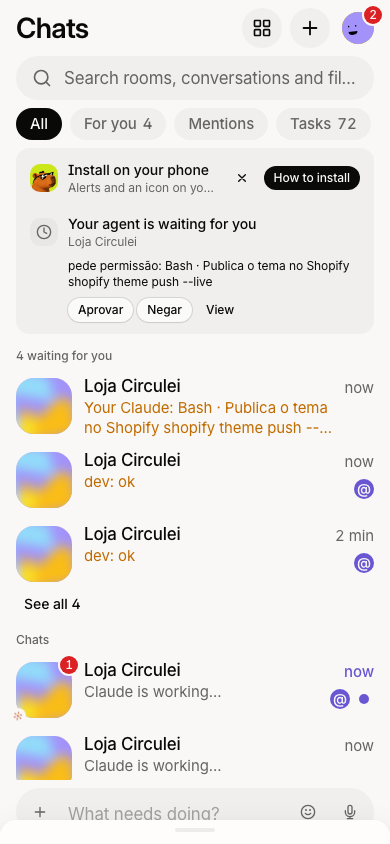 Chats
2
Search rooms, conversations and fil...
All
For you 4
Mentions
Tasks 72
Install on your phone
Alerts and an icon on yo...
How to install
Your agent is waiting for you
Loja Circulei
pede permissão: Bash · Publica o tema no Shopify
shopify theme push --live
Aprovar
Negar
View
4 waiting for you
Loja Circulei
now
Your Claude: Bash · Publica o tema
no Shopify shopify theme push --...
Loja Circulei
now
dev: ok
@
Loja Circulei
2 min
dev: ok
@
See all 4
Chats
1
Loja Circulei
now
Claude is working...
@
Loja Circulei
now
Claude is working...
What needs doing?